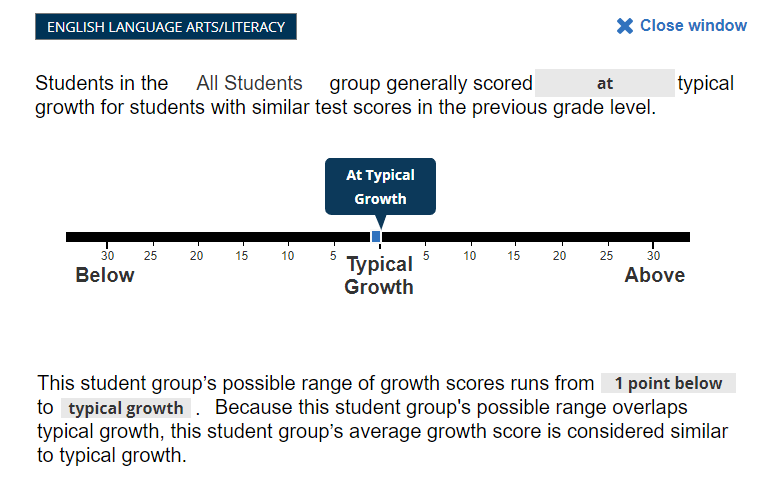 ENGLISH LANGUAGE ARTS/LITERACY
Close window
Students in the All Students group generally scored at typical
growth for students with similar test scores in the previous grade level.
At Typical
Growth
30 25 20 15 10 5 Typical 5 10 15 20 25 30
Below Growth Above
This student group’s possible range of growth scores runs from 1 point below
to typical growth . Because this student group's possible range overlaps
typical growth, this student group’s average growth score is considered similar
to typical growth.